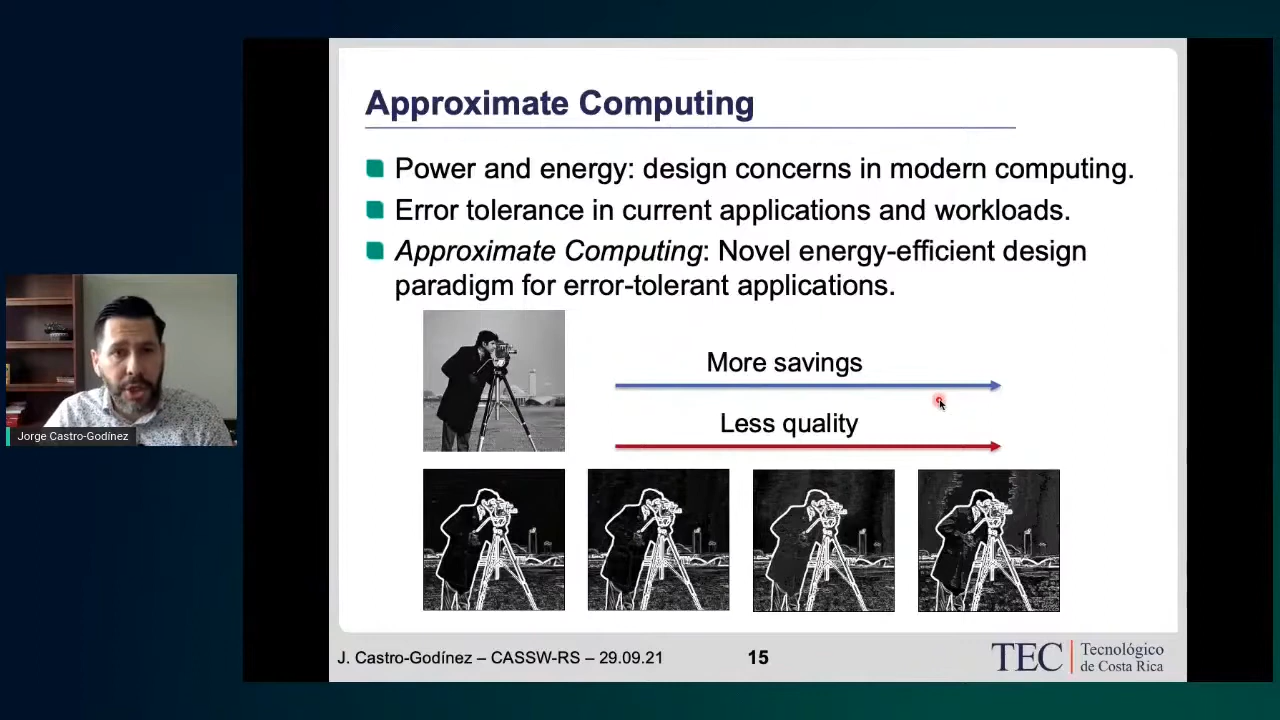 Approximate Computing
Power and energy: design concerns in modern computing.
Error tolerance in current applications and workloads.
Approximate Computing: Novel energy-efficient design
paradigm for error-tolerant applications.
More savings
Less quality
Jorge Castro-Godínez
J. Castro-Godínez – CASSW-RS – 29.09.21
15
TEC
Tecnológico
de Costa Rica